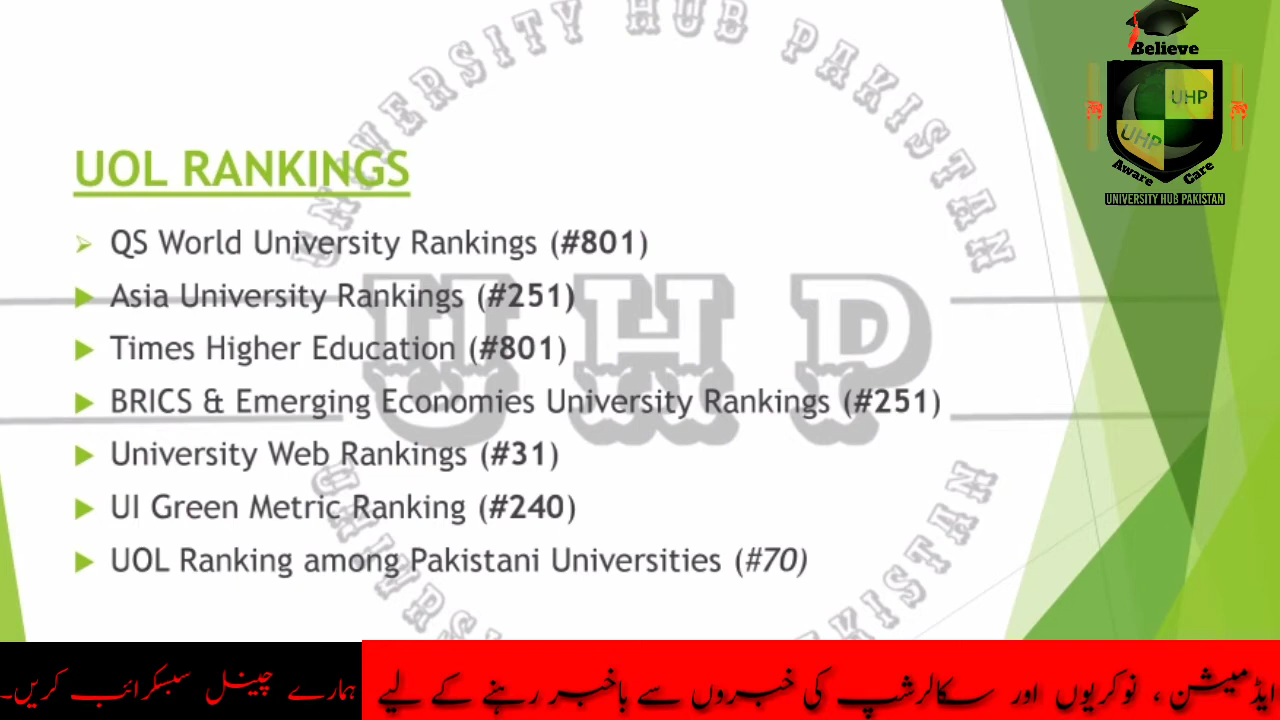 UNIVERSITY HUB PAKISTAN
Believe
UHP
UHP
Aware Care
UNIVERSITY HUB PAKISTAN
UOL RANKINGS
QS World University Rankings (#801)
Asia University Rankings (#251)
Times Higher Education (#801)
UHP
BRICS & Emerging Economies University Rankings (#251)
University Web Rankings (#31)
UI Green Metric Ranking (#240)
UOL Ranking among Pakistani Universities (#70)
PAKISTAN
ایڈمیشن ، نوکریوں اور سکالرشپ کی خبروں سے باخبر رہنے کے لیے ہمارے چینل سبسکرائب کریں۔